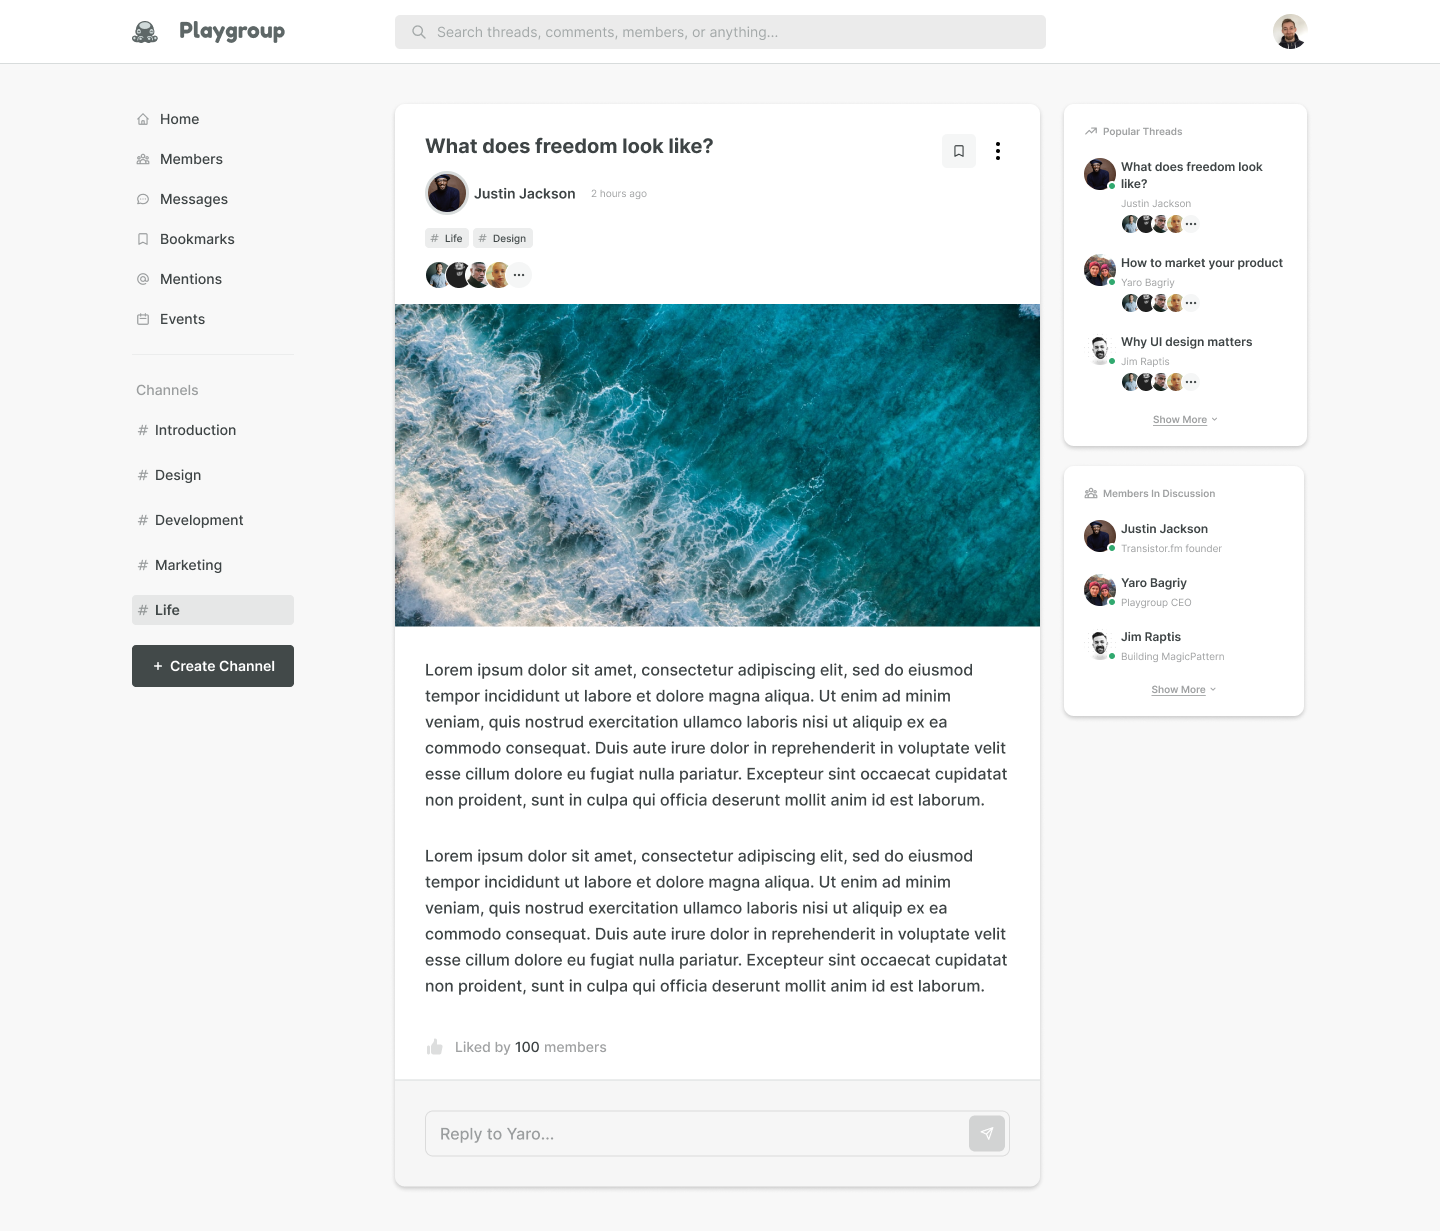 Playgroup
Search threads, comments, members, or anything...
Home
Members
Messages
Bookmarks
Mentions
Events
Channels
# Introduction
# Design
# Development
# Marketing
# Life
+ Create Channel
What does freedom look like?
Justin Jackson 2 hours ago
# Life # Design
Lorem ipsum dolor sit amet, consectetur adipiscing elit, sed do eiusmod
tempor incididunt ut labore et dolore magna aliqua. Ut enim ad minim
veniam, quis nostrud exercitation ullamco laboris nisi ut aliquip ex ea
commodo consequat. Duis aute irure dolor in reprehenderit in voluptate velit
esse cillum dolore eu fugiat nulla pariatur. Excepteur sint occaecat cupidatat
non proident, sunt in culpa qui officia deserunt mollit anim id est laborum.
Lorem ipsum dolor sit amet, consectetur adipiscing elit, sed do eiusmod
tempor incididunt ut labore et dolore magna aliqua. Ut enim ad minim
veniam, quis nostrud exercitation ullamco laboris nisi ut aliquip ex ea
commodo consequat. Duis aute irure dolor in reprehenderit in voluptate velit
esse cillum dolore eu fugiat nulla pariatur. Excepteur sint occaecat cupidatat
non proident, sunt in culpa qui officia deserunt mollit anim id est laborum.
Liked by 100 members
Reply to Yaro...
Popular Threads
What does freedom look
like?
Justin Jackson
How to market your product
Yaro Bagriy
Why UI design matters
Jim Raptis
Show More
Members In Discussion
Justin Jackson
Transistor.fm founder
Yaro Bagriy
Playgroup CEO
Jim Raptis
Building MagicPattern
Show More